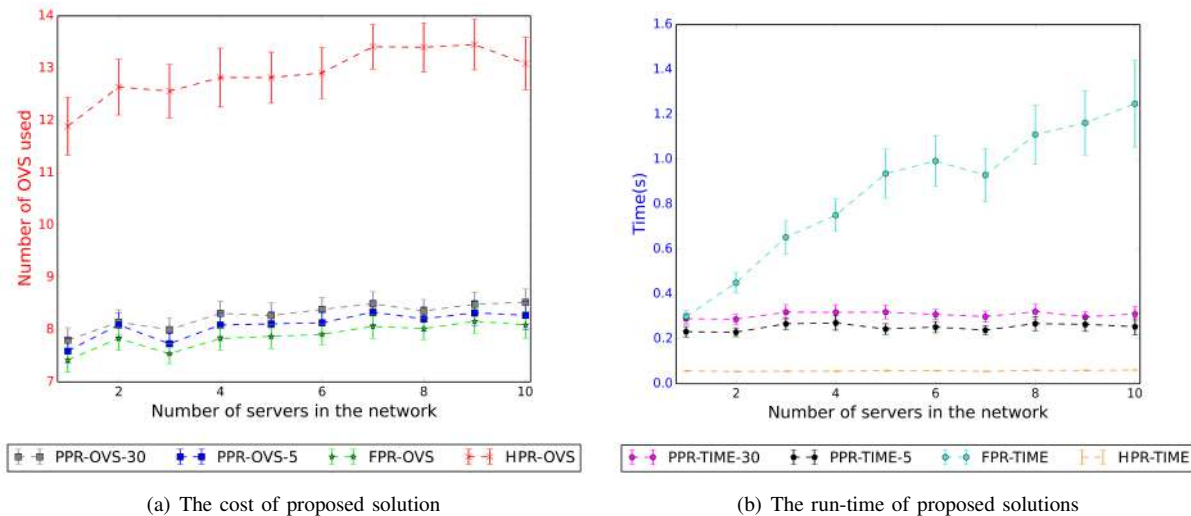 14
13
12
11
10
9
8
7
Number of OVS used
2
4
6
8
10
Number of servers in the network
PPR-OVS-30
PPR-OVS-5
FPR-OVS
HPR-OVS
(a) The cost of proposed solution
1.6
1.4
1.2
1.0
0.8
0.6
0.4
0.2
0.0
Time(s)
2
4
6
8
10
Number of servers in the network
PPR-TIME-30
PPR-TIME-5
FPR-TIME
HPR-TIME
(b) The run-time of proposed solutions